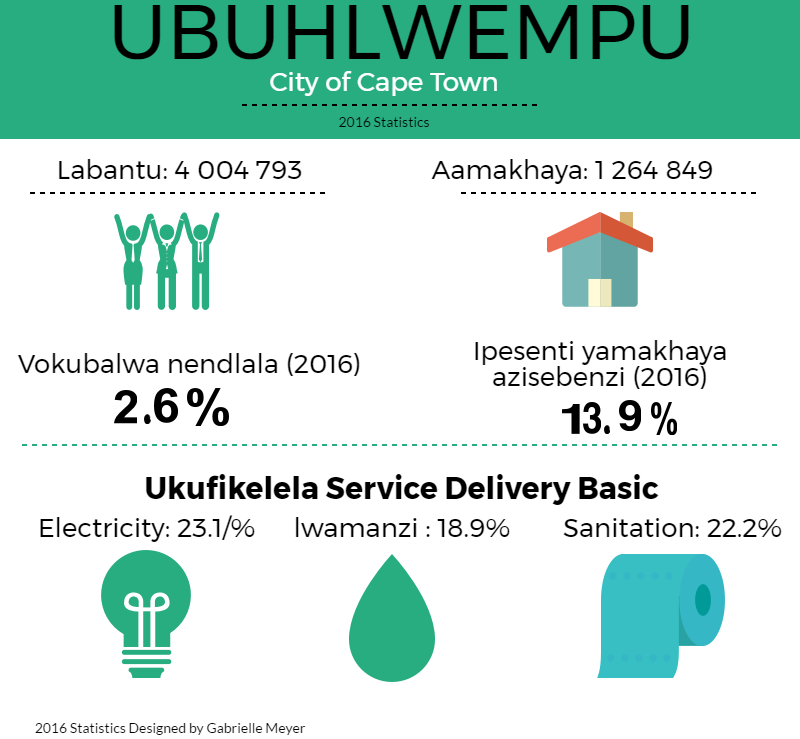 UBUHLWEMPU
City of Cape Town
2016 Statistics
Labantu: 4 004 793
Aamakhaya: 1 264 849
Vokubalwa nendlala (2016)
2.6%
Ipesenti yamakhaya
azisebenzi (2016)
13.9%
Ukufikelela Service Delivery Basic
Electricity: 23.1/%
lwamanzi : 18.9%
Sanitation: 22.2%
2016 Statistics Designed by Gabrielle Meyer